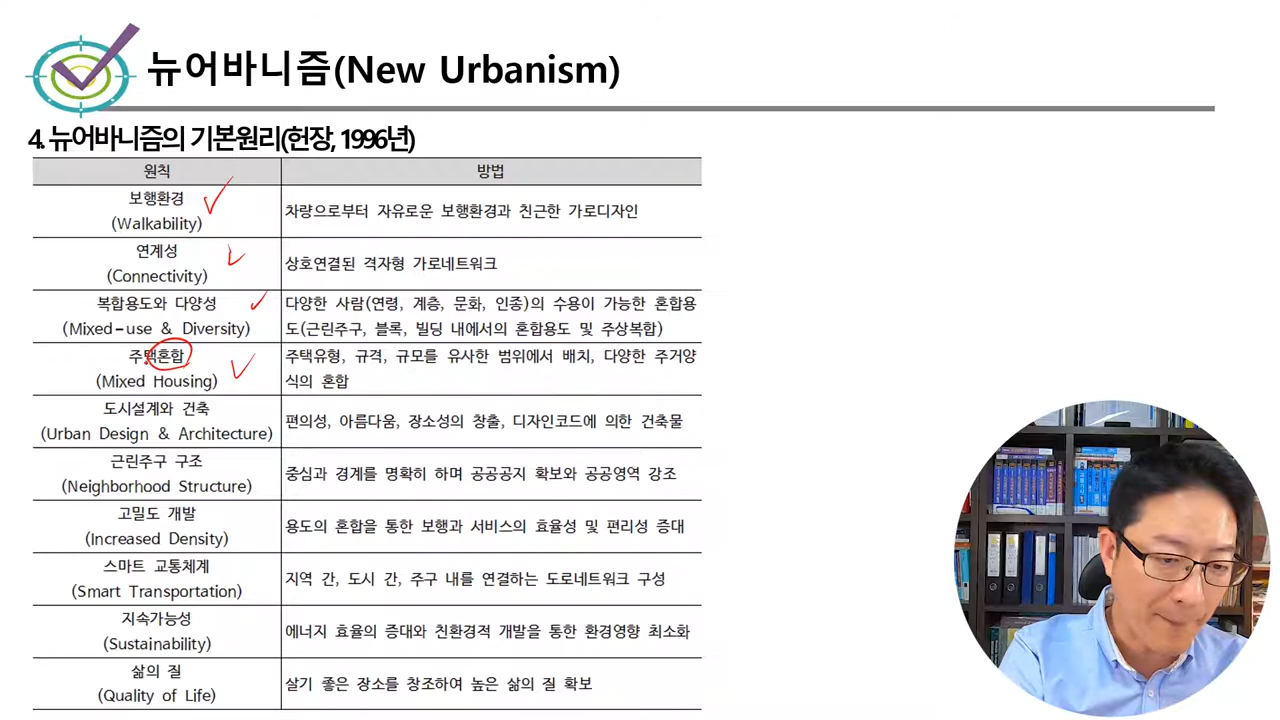 뉴어바니즘(New Urbanism)
4. 뉴어바니즘의 기본원리(헌장, 1996년)
원칙
방법
보행환경
(Walkability)
차량으로부터 자유로운 보행환경과 친근한 가로디자인
연계성
(Connectivity)
상호연결된 격자형 가로네트워크
복합용도와 다양성
(Mixed-use & Diversity)
다양한 사람(연령, 계층, 문화, 인종)의 수용이 가능한 혼합용
도(근린주구, 블록, 빌딩 내에서의 혼합용도 및 주상복합)
주택혼합
(Mixed Housing)
주택유형, 규격, 규모를 유사한 범위에서 배치, 다양한 주거양
식의 혼합
도시설계와 건축
(Urban Design & Architecture)
편의성, 아름다움, 장소성의 창출, 디자인코드에 의한 건축물
근린주구 구조
(Neighborhood Structure)
중심과 경계를 명확히 하며 공공공지 확보와 공공영역 강조
고밀도 개발
(Increased Density)
용도의 혼합을 통한 보행과 서비스의 효율성 및 편리성 증대
스마트 교통체계
(Smart Transportation)
지역 간, 도시 간, 주구 내를 연결하는 도로네트워크 구성
지속가능성
(Sustainability)
에너지 효율의 증대와 친환경적 개발을 통한 환경영향 최소화
삶의 질
(Quality of Life)
살기 좋은 장소를 창조하여 높은 삶의 질 확보